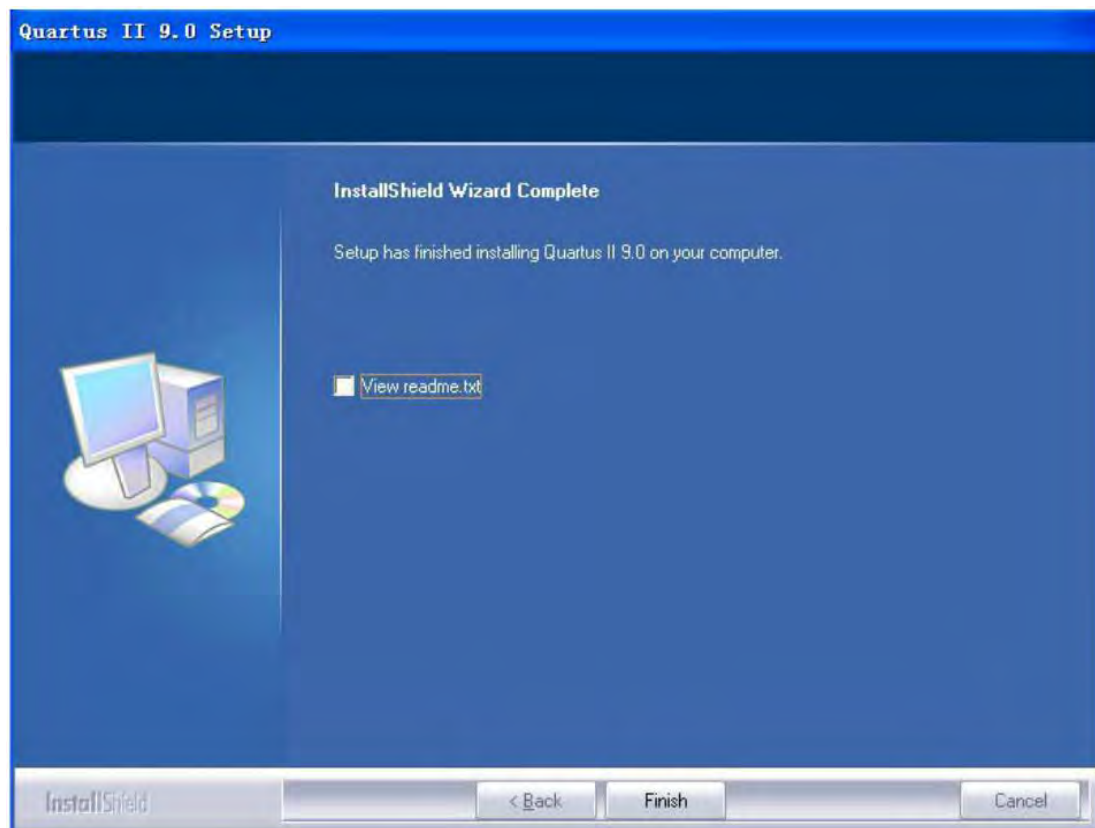 Quartus II 9.0 Setup
InstallShield Wizard Complete
Setup has finished installing Quartus II 9.0 on your computer.
View readme.txt
InstallShield
< Back
Finish
Cancel